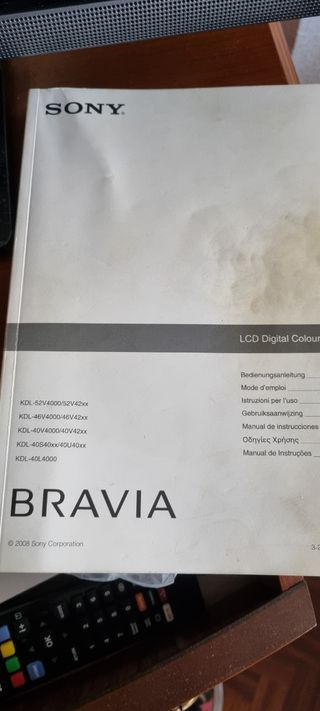 SONY
LCD Digital Colour
Bedienungsanleitung
Mode d'emploi
Istruzioni per l'uso
Gebruiksaanwijzing
Manual de instrucciones
Οδηγίες Χρήσης
Manual de Instruções
KDL-52V4000/52V42xx
KDL-46V4000/46V42xx
KDL-40V4000/40V42xx
KDL-40S40xx/40U40xx
KDL-40L4000
BRAVIA
© 2008 Sony Corporation
OK